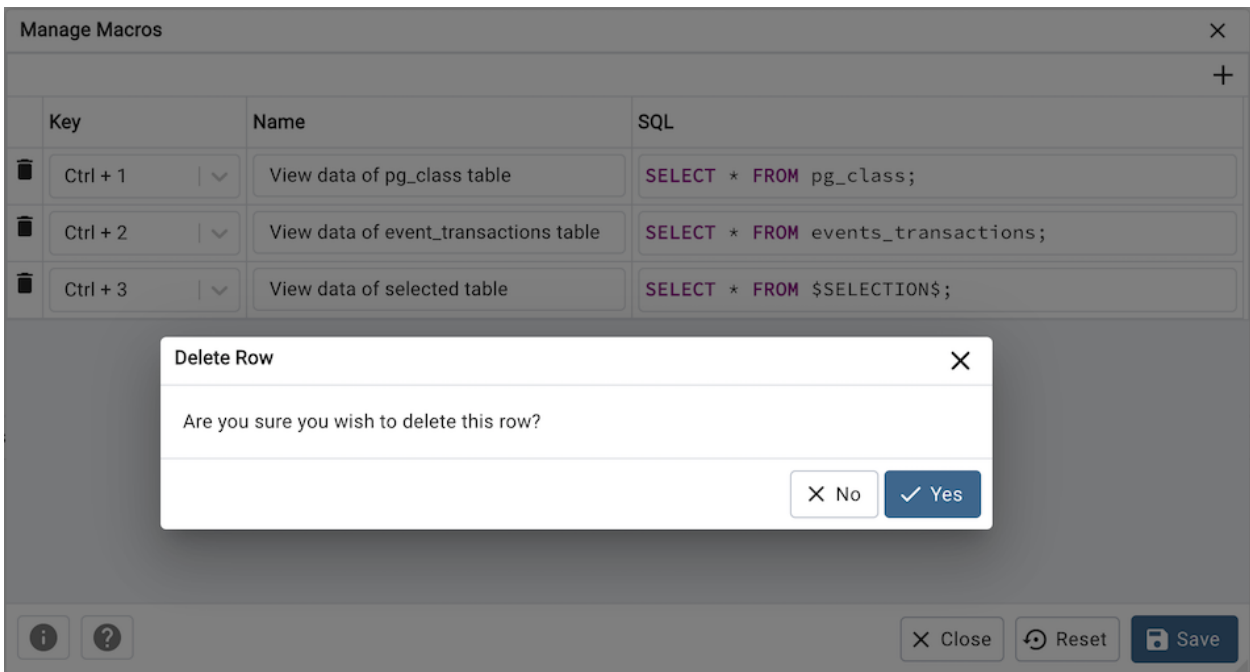 Manage Macros
Key Name SQL
Ctrl + 1 View data of pg_class table SELECT * FROM pg_class;
Ctrl + 2 View data of event_transactions table SELECT * FROM events_transactions;
Ctrl + 3 View data of selected table SELECT * FROM $SELECTION$;
Delete Row
Are you sure you wish to delete this row?
No Yes
Close Reset Save